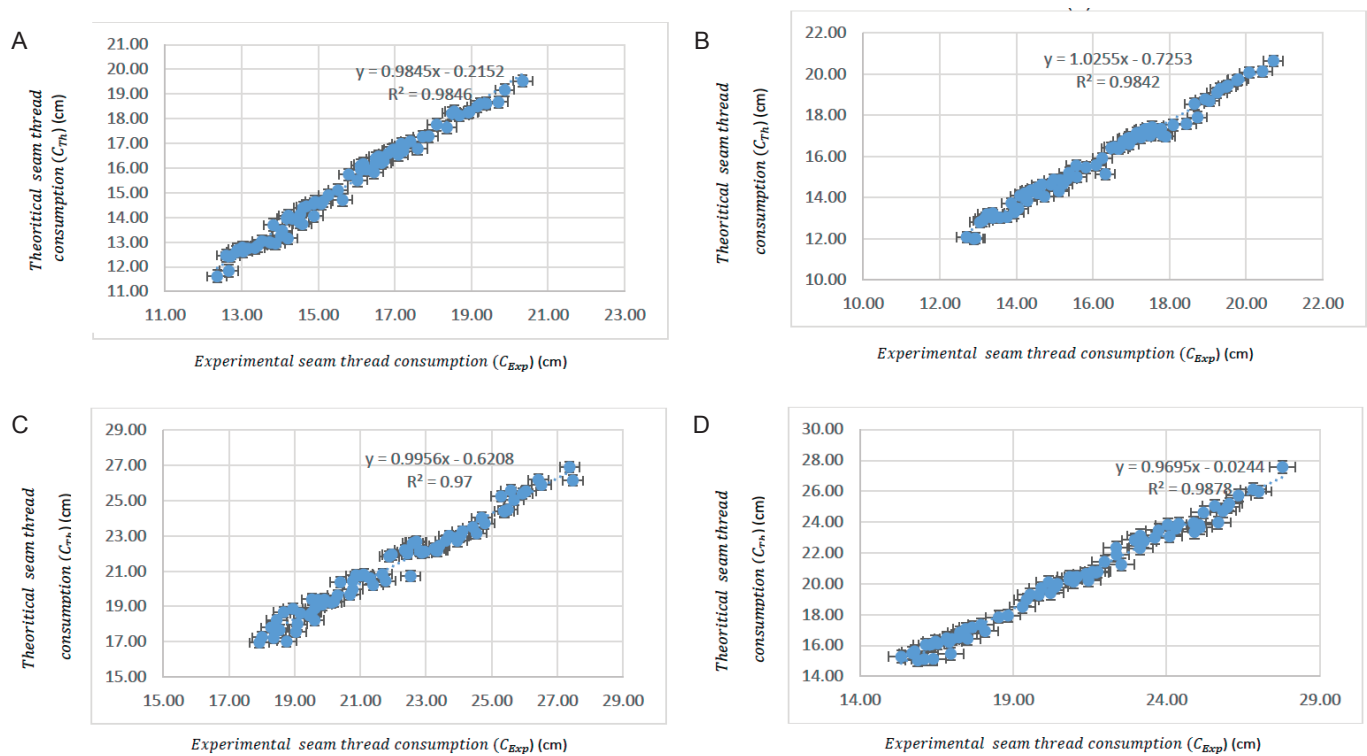 A
21.00
20.00
19.00
18.00
17.00
16.00
15.00
14.00
13.00
12.00
11.00
y = 0.9845x - 0.2152
R² = 0.9846
11.00 13.00 15.00 17.00 19.00 21.00 23.00
Theoritical seam thread
consumption (C_Th) (cm)
Experimental seam thread consumption (C_Exp) (cm)
B
22.00
20.00
18.00
16.00
14.00
12.00
10.00
y = 1.0255x - 0.7253
R² = 0.9842
10.00 12.00 14.00 16.00 18.00 20.00 22.00
Theoritical seam thread
consumption (C_Th) (cm)
Experimental seam thread consumption (C_Exp) (cm)
C
29.00
27.00
25.00
23.00
21.00
19.00
17.00
15.00
y = 0.9956x - 0.6208
R² = 0.97
15.00 17.00 19.00 21.00 23.00 25.00 27.00 29.00
Theoritical seam thread
consumption (C_Th) (cm)
Experimental seam thread consumption (C_Exp) (cm)
D
30.00
28.00
26.00
24.00
22.00
20.00
18.00
16.00
14.00
y = 0.9695x - 0.0244
R² = 0.9878
14.00 19.00 24.00 29.00
Theoritical seam thread
consumption (C_Th) (cm)
Experimental seam thread consumption (C_Exp) (cm)